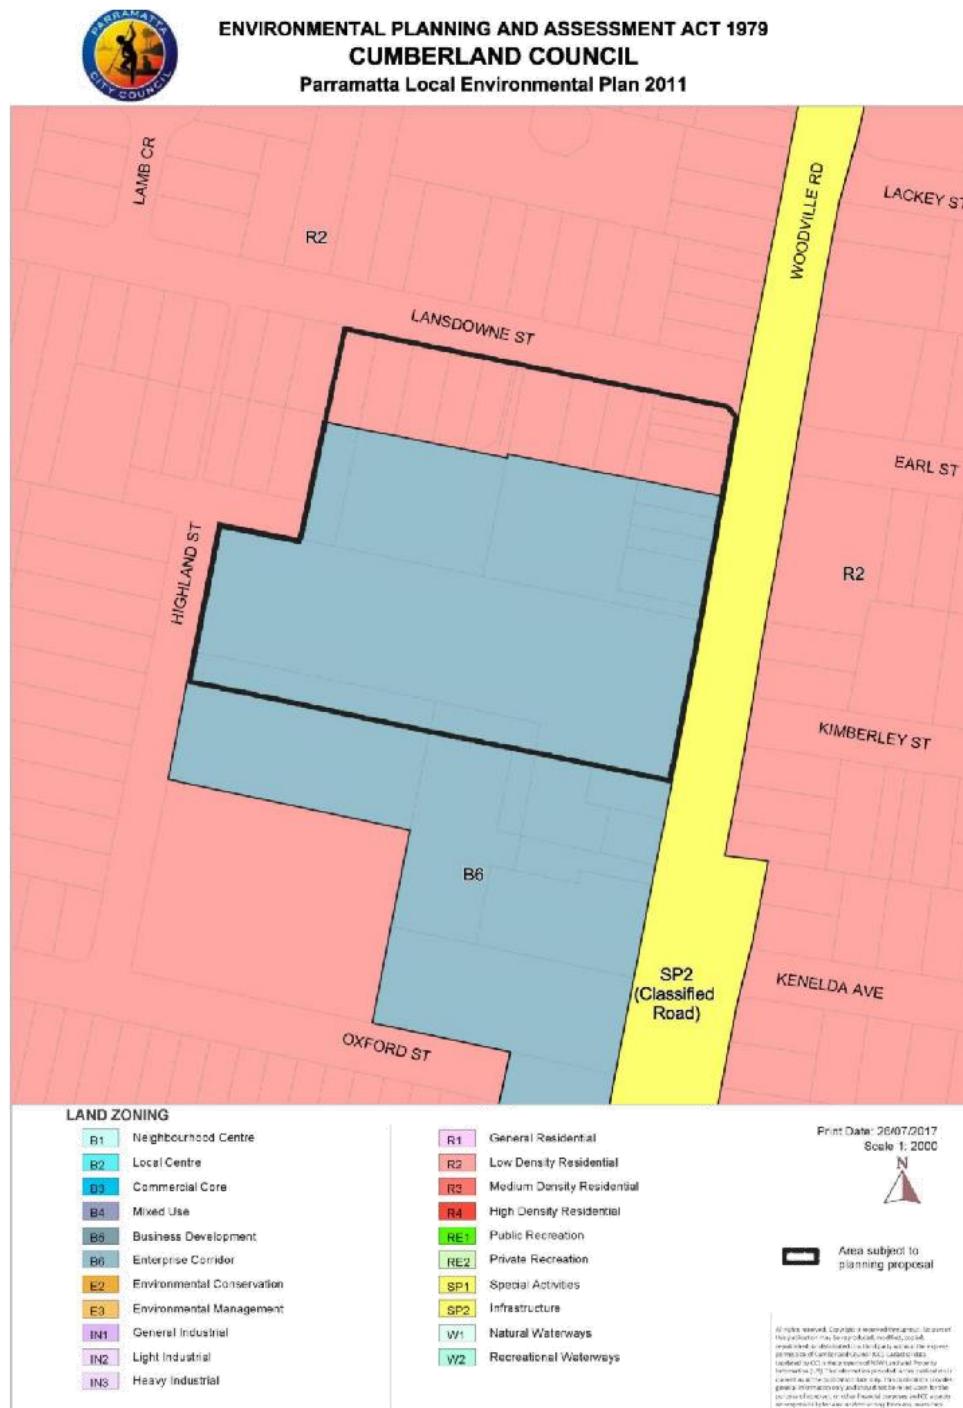 PARRAMATTA
CITY COUNCIL
ENVIRONMENTAL PLANNING AND ASSESSMENT ACT 1979
CUMBERLAND COUNCIL
Parramatta Local Environmental Plan 2011
LAMB CR
R2
WOODVILLE RD
LACKEY ST
LANSDOWNE ST
EARL ST
HIGHLAND ST
R2
KIMBERLEY ST
B6
SP2
(Classified
Road)
KENELDA AVE
OXFORD ST
LAND ZONING
B1 Neighbourhood Centre
B2 Local Centre
B3 Commercial Core
B4 Mixed Use
B5 Business Development
B6 Enterprise Corridor
E2 Environmental Conservation
E3 Environmental Management
IN1 General Industrial
IN2 Light Industrial
IN3 Heavy Industrial
R1 General Residential
R2 Low Density Residential
R3 Medium Density Residential
R4 High Density Residential
RE1 Public Recreation
RE2 Private Recreation
SP1 Special Activities
SP2 Infrastructure
W1 Natural Waterways
W2 Recreational Waterways
Print Date: 26/07/2017
Scale 1: 2000
N
Area subject to
planning proposal